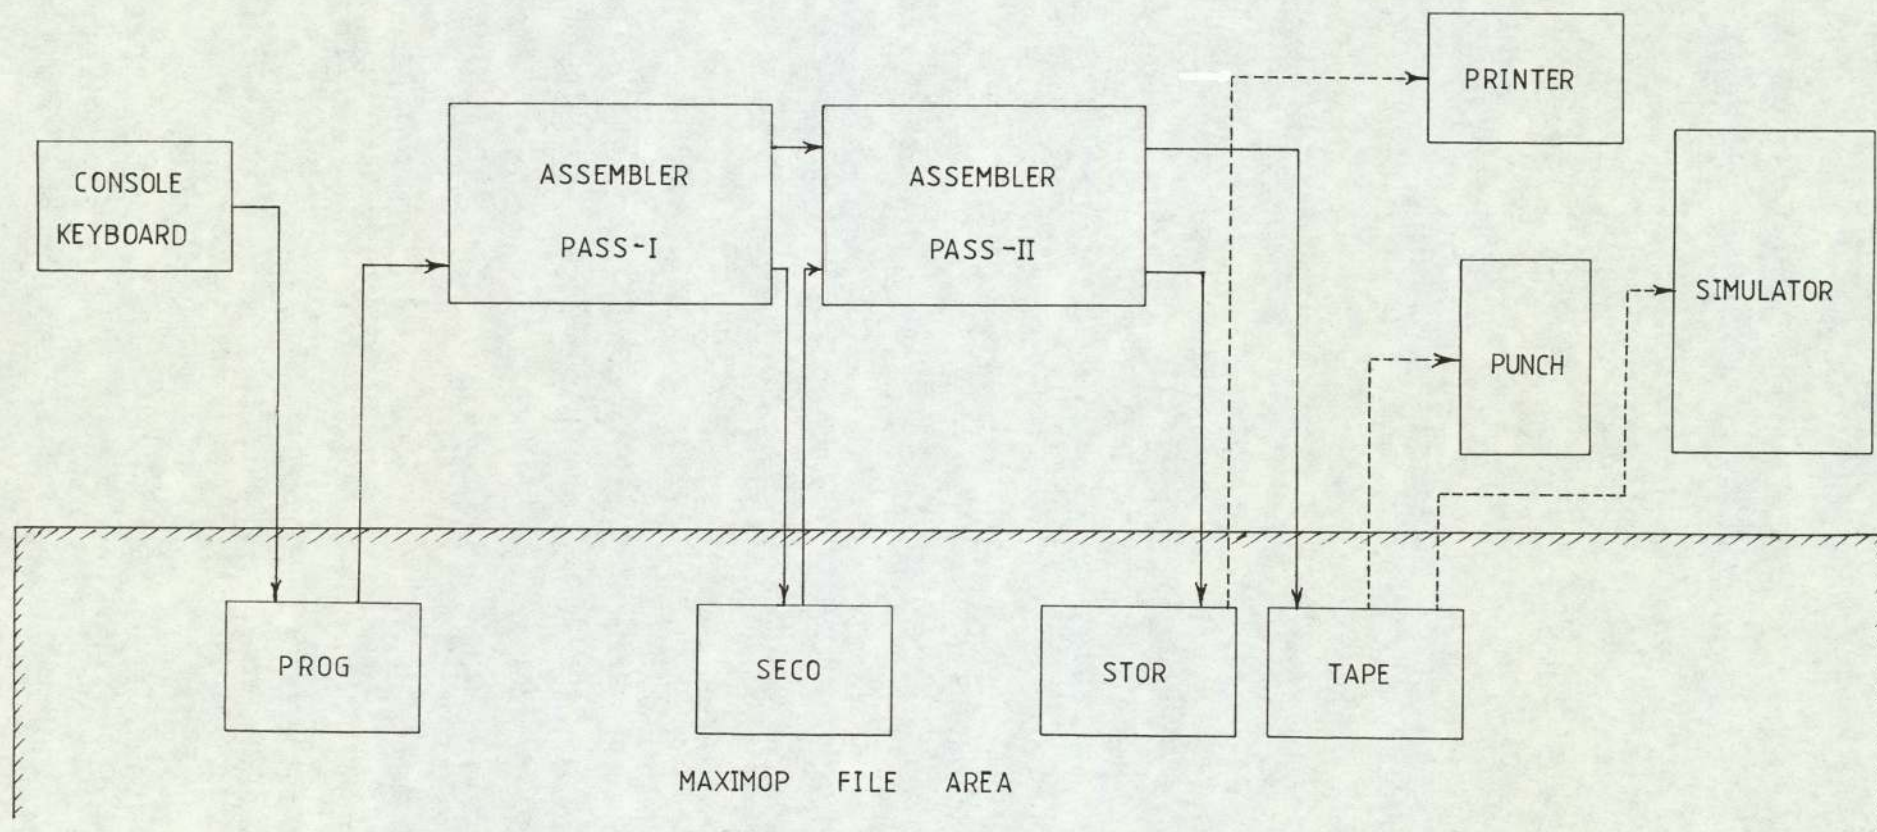 PRINTER
CONSOLE
KEYBOARD
ASSEMBLER
PASS-I
ASSEMBLER
PASS-II
SIMULATOR
PUNCH
PROG
SECO
STOR
TAPE
MAXIMOP FILE AREA